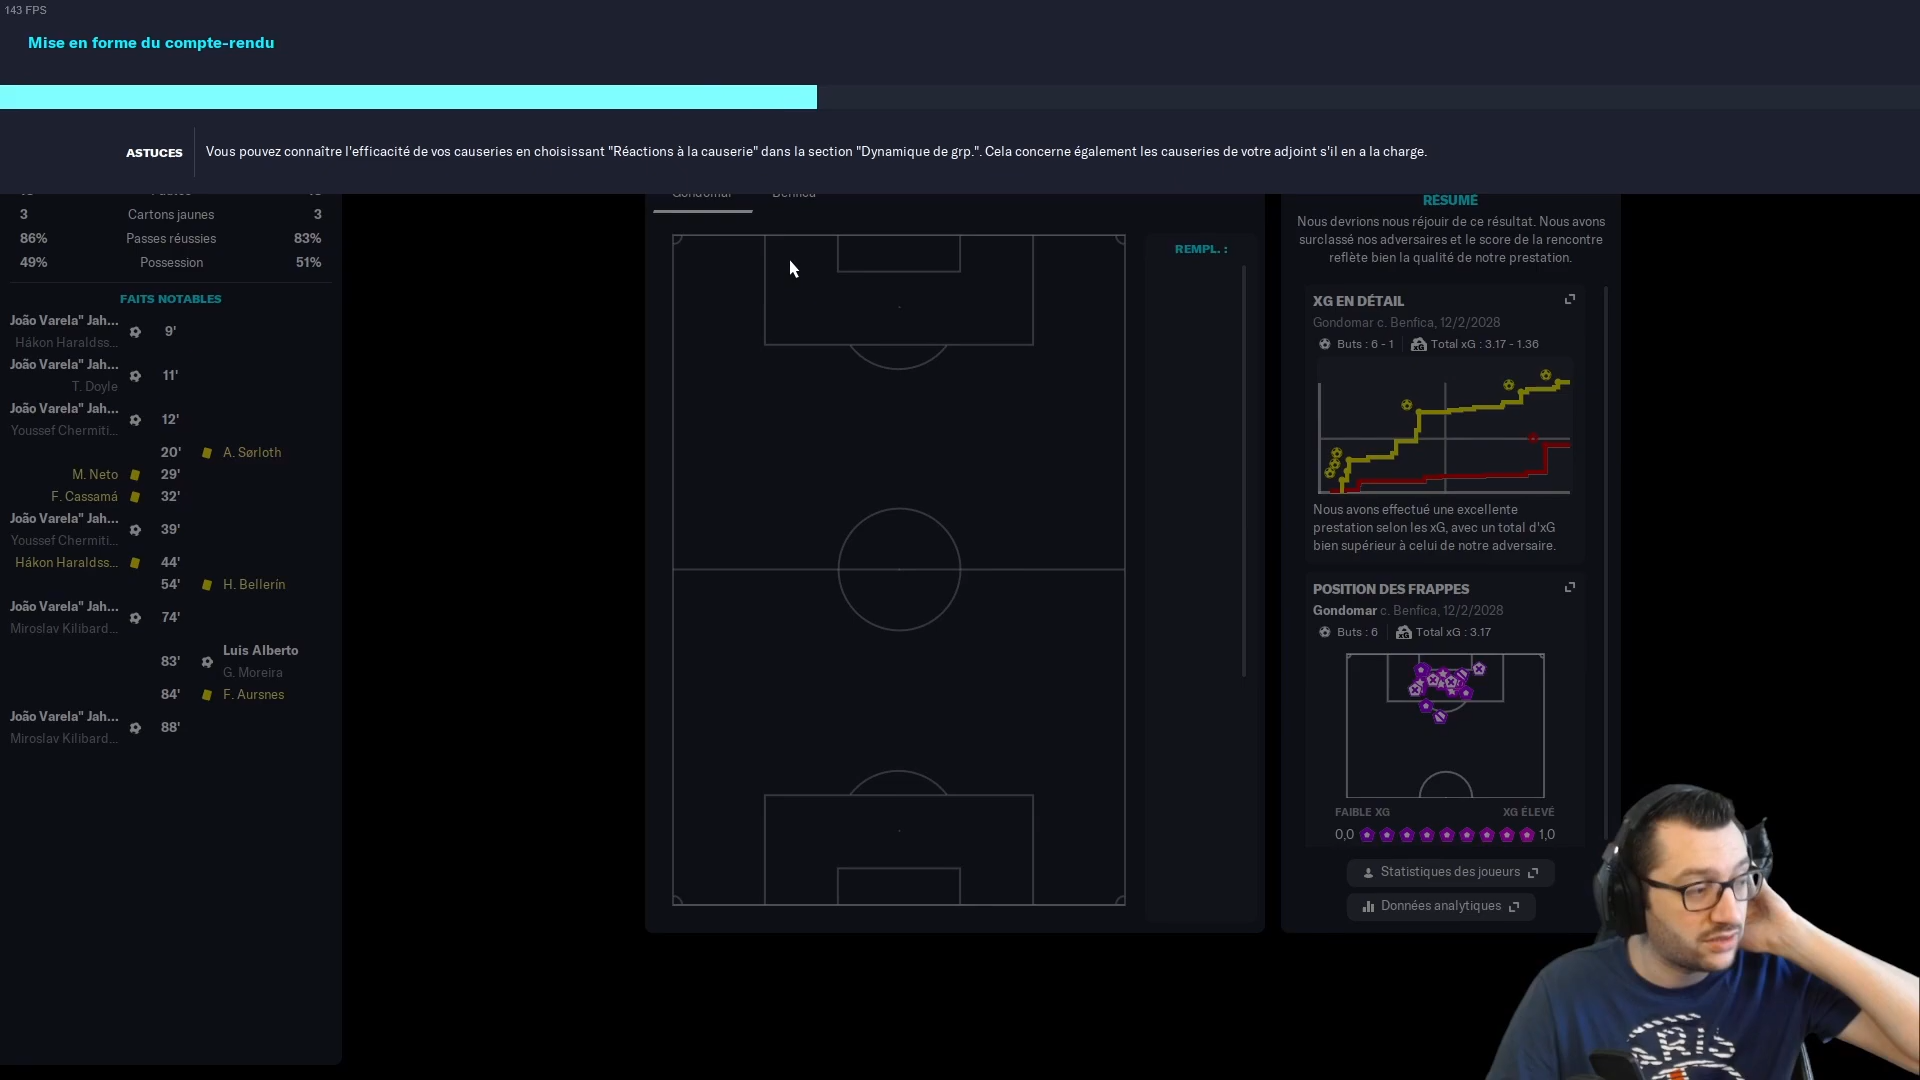 143 FPS
Mise en forme du compte-rendu
ASTUCES
Vous pouvez connaître l'efficacité de vos causeries en choisissant "Réactions à la causerie" dans la section "Dynamique de grp.". Cela concerne également les causeries de votre adjoint s'il en a la charge.
3 Cartons jaunes 3
86% Passes réussies 83%
49% Possession 51%
FAITS NOTABLES
João Varela" Jah... 9'
Hákon Haraldss...
João Varela" Jah... 11'
T. Doyle
João Varela" Jah... 12'
Youssef Chermiti...
20' A. Sørloth
M. Neto 29'
F. Cassamá 32'
João Varela" Jah... 39'
Youssef Chermiti...
Hákon Haraldss... 44'
54' H. Bellerín
João Varela" Jah... 74'
Miroslav Kilibard...
83' Luis Alberto
G. Moreira
84' F. Aursnes
João Varela" Jah... 88'
Miroslav Kilibard...
Gondomar Benfica
REMPL. :
RÉSUMÉ
Nous devrions nous réjouir de ce résultat. Nous avons
surclassé nos adversaires et le score de la rencontre
reflète bien la qualité de notre prestation.
XG EN DÉTAIL
Gondomar c. Benfica, 12/2/2028
Buts : 6 - 1 xG Total xG : 3.17 - 1.36
Nous avons effectué une excellente
prestation selon les xG, avec un total d'xG
bien supérieur à celui de notre adversaire.
POSITION DES FRAPPES
Gondomar c. Benfica, 12/2/2028
Buts : 6 xG Total xG : 3.17
FAIBLE XG XG ÉLEVÉ
0,0 1,0
Statistiques des joueurs
Données analytiques